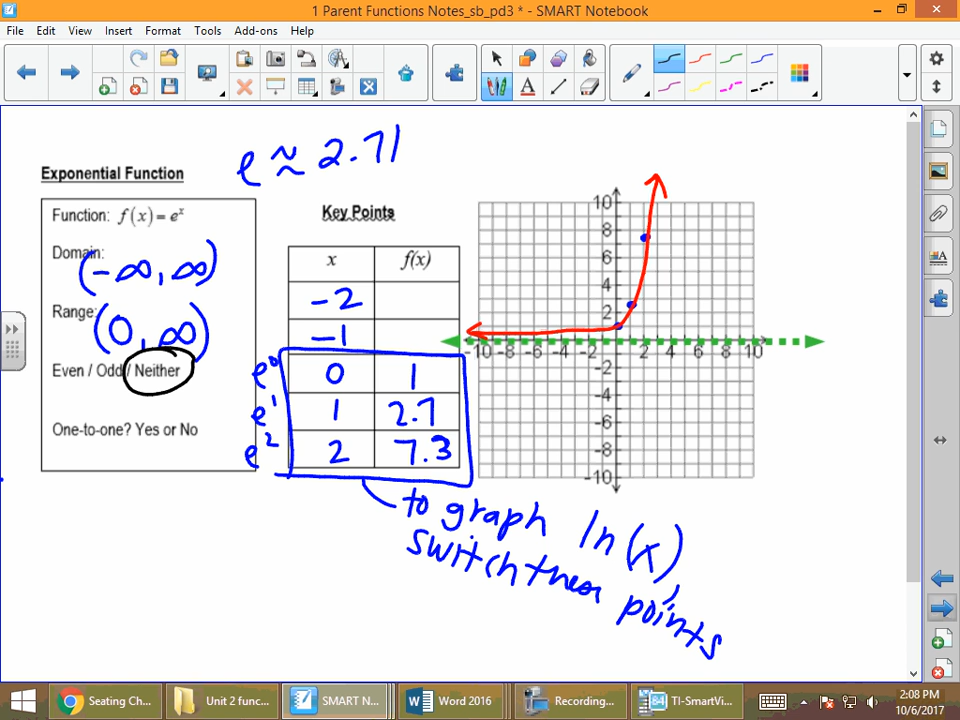 1 Parent Functions Notes_sb_pd3 * - SMART Notebook
File Edit View Insert Format Tools Add-ons Help
e ≈ 2.71
Exponential Function
Function: f(x) = e^x
Domain:
(-∞, ∞)
Range:
(0, ∞)
Even / Odd / Neither
One-to-one? Yes or No
Key Points
x f(x)
-2
-1
e^0 0 1
e^1 1 2.7
e^2 2 7.3
10
8
6
4
2
-10 -8 -6 -4 -2 2 4 6 8 10
-2
-4
-6
-8
-10
to graph ln(x),
switch these points
Seating Ch... Unit 2 func... SMART N... Word 2016 Recording... TI-SmartVi...
2:08 PM
10/6/2017